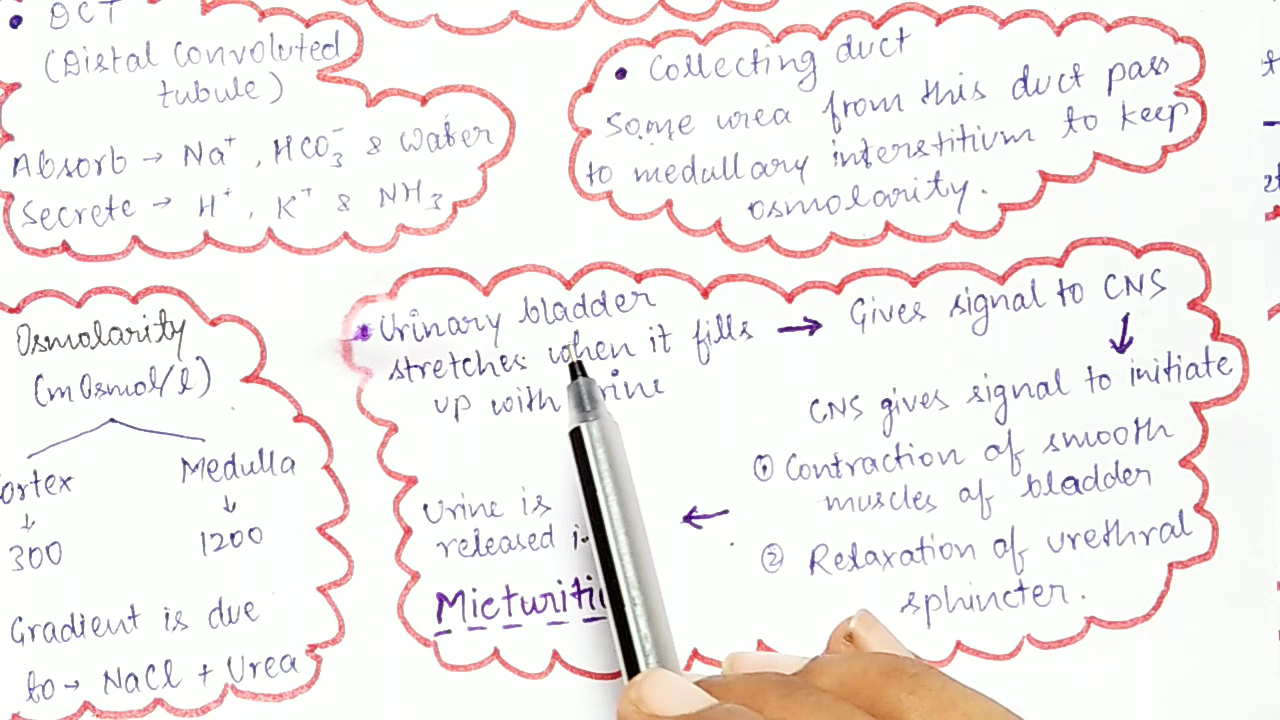 • DCT
(Distal Convoluted
tubule)
Absorb → Na⁺, HCO₃⁻ & Water
Secrete → H⁺, K⁺ & NH₃
• Collecting duct
Some urea from this duct pass
to medullary interstitium to keep
osmolarity.
Osmolarity
(mosmol/l)
Medulla
↓ ↓
300 1200
Gradient is due
to → NaCl + Urea
• Urinary bladder
stretches when it fills
up with
→ Gives signal to CNS
↓
CNS gives signal to initiate
① Contraction of smooth
muscles of bladder
② Relaxation of urethral
sphincter.
←
Urine is
released